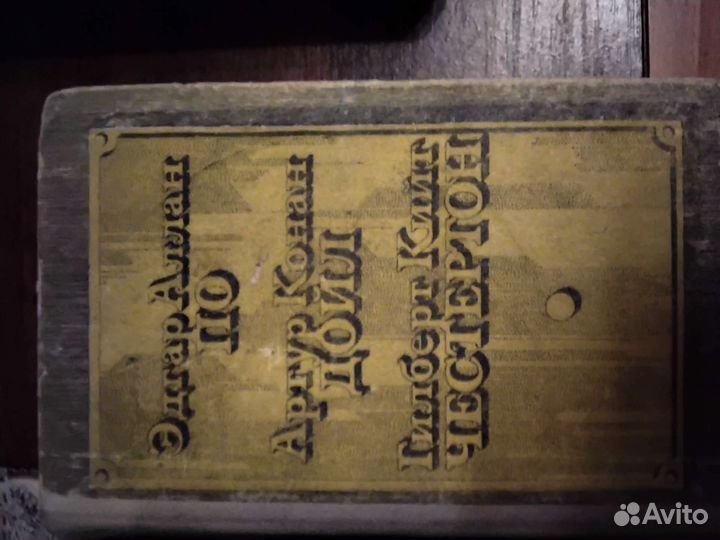 Эдгар Аллан
ПО
Артур Конан
ДОЙЛ
Гилберт Кийт
ЧЕСТЕРТОН
Avito